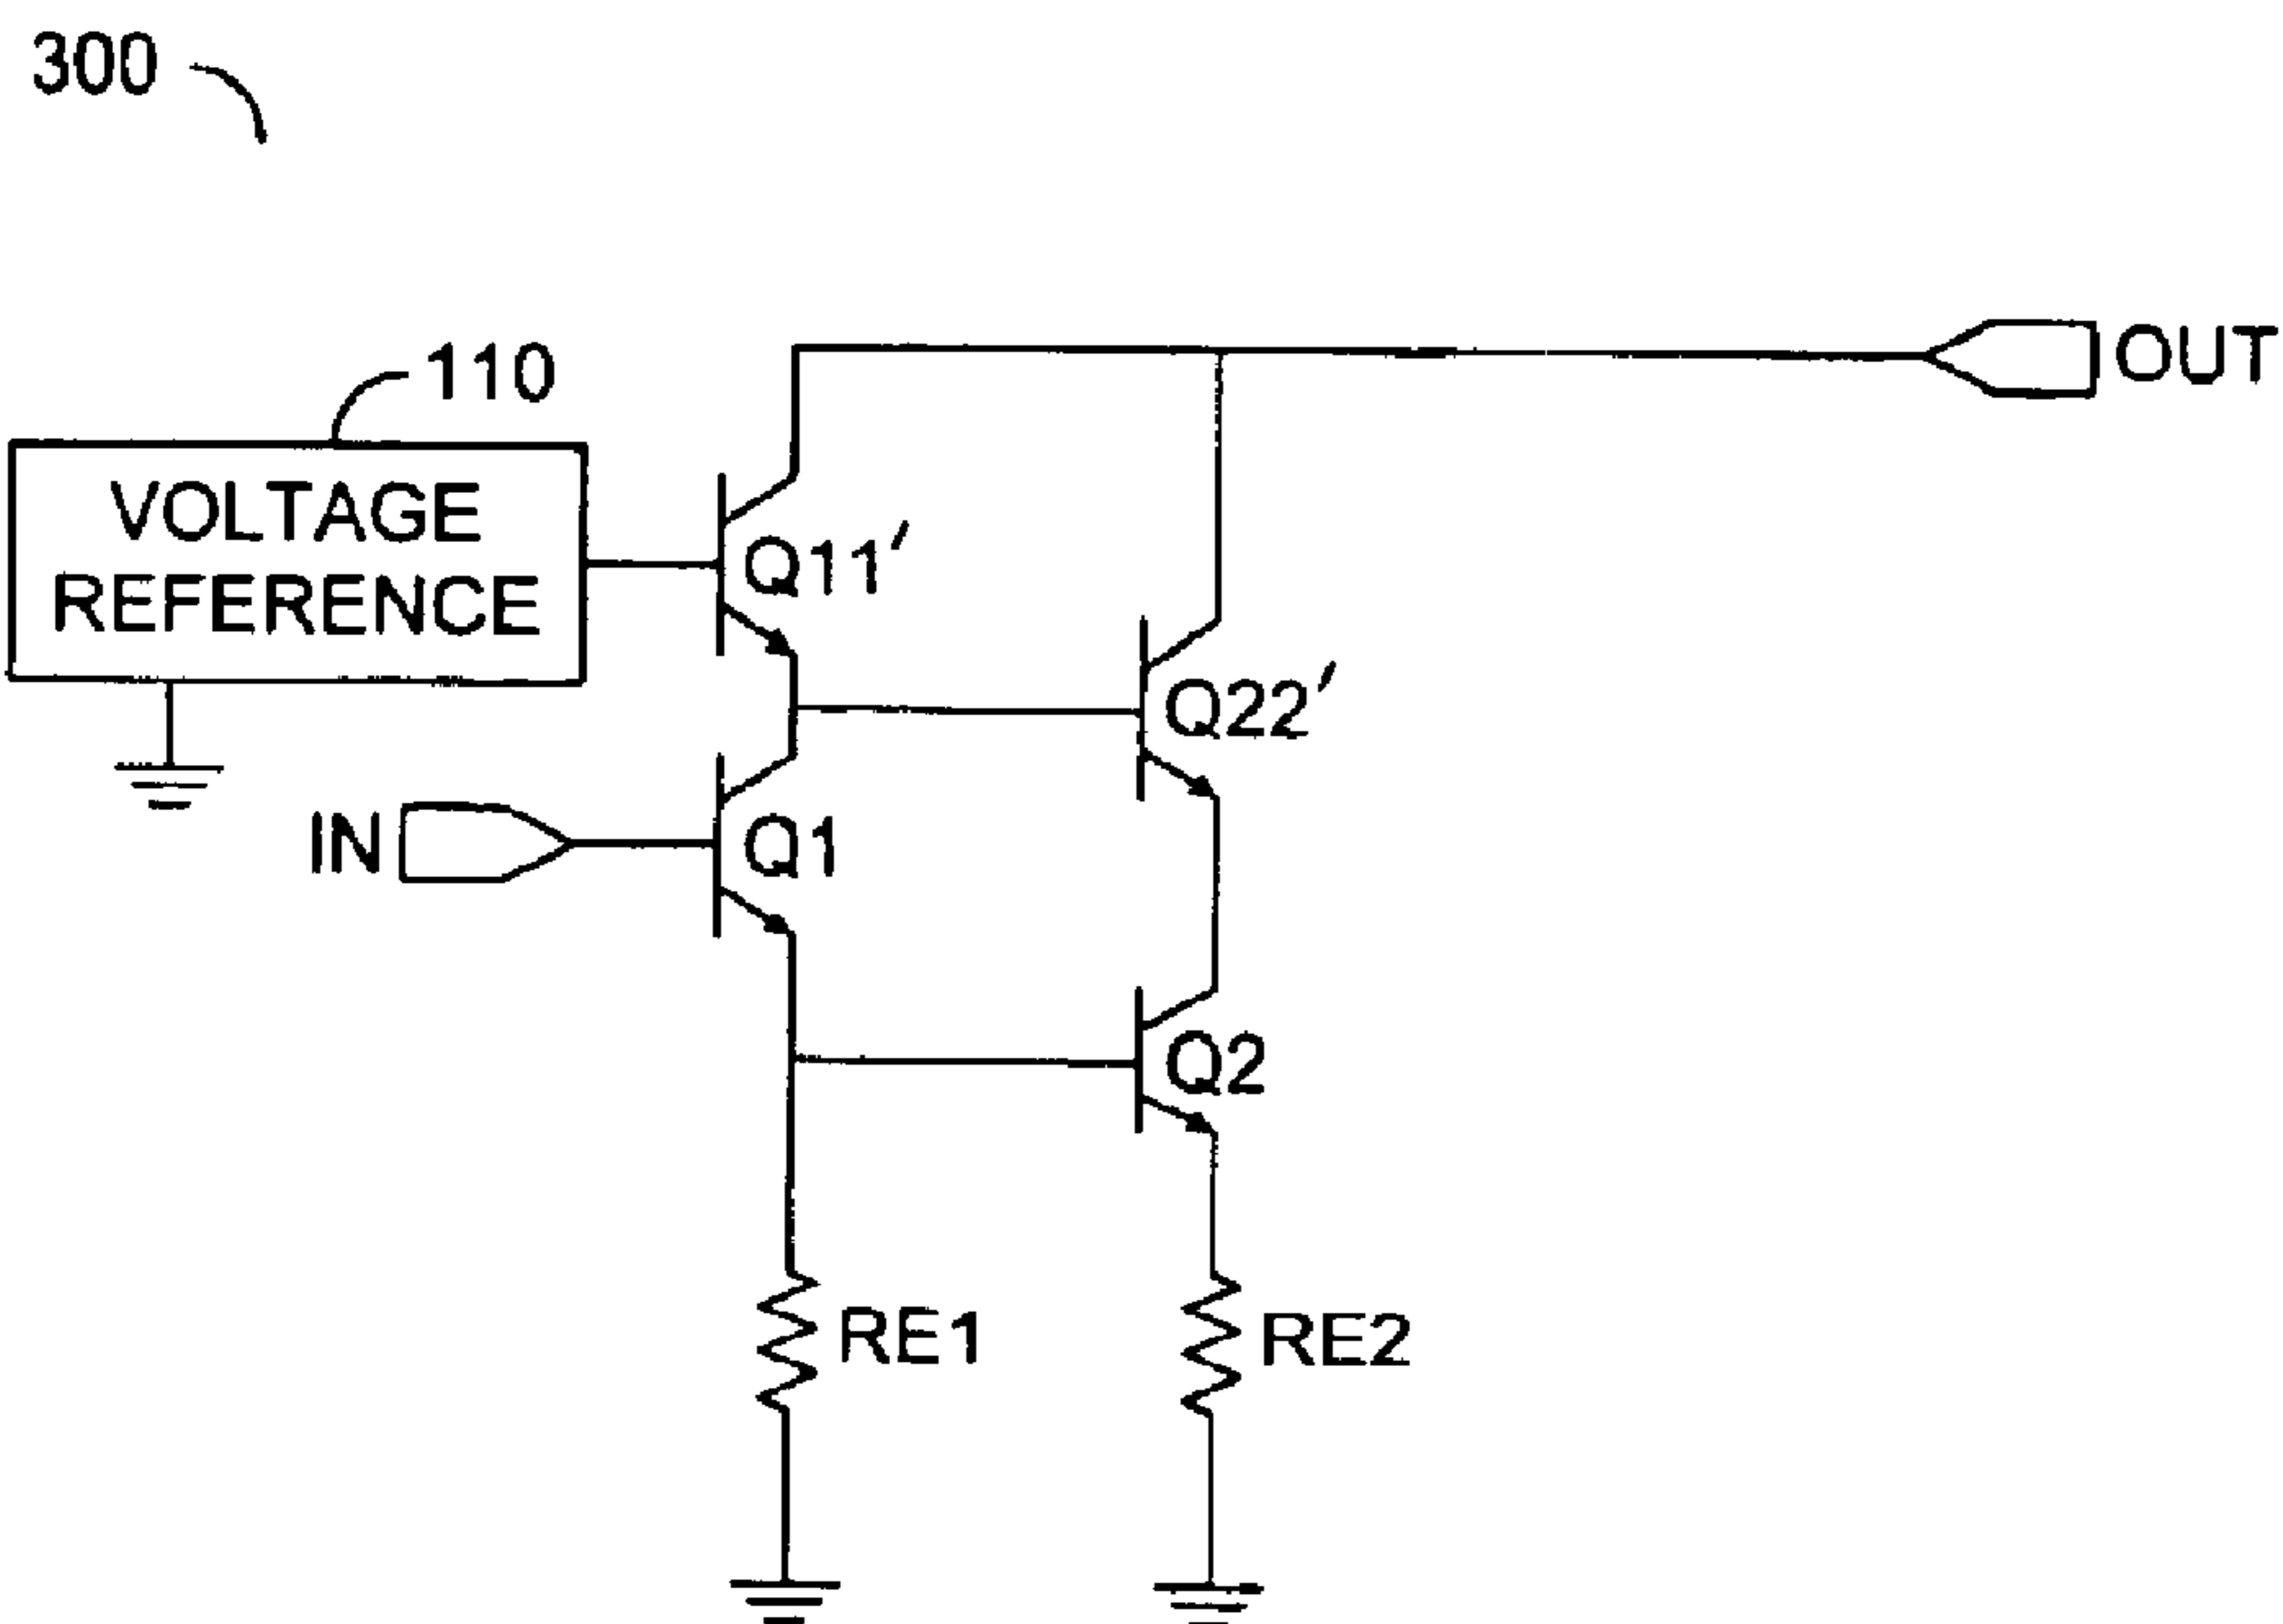 300
OUT
110
VOLTAGE
REFERENCE
Q11′
Q22′
IN
Q1
Q2
RE1
RE2